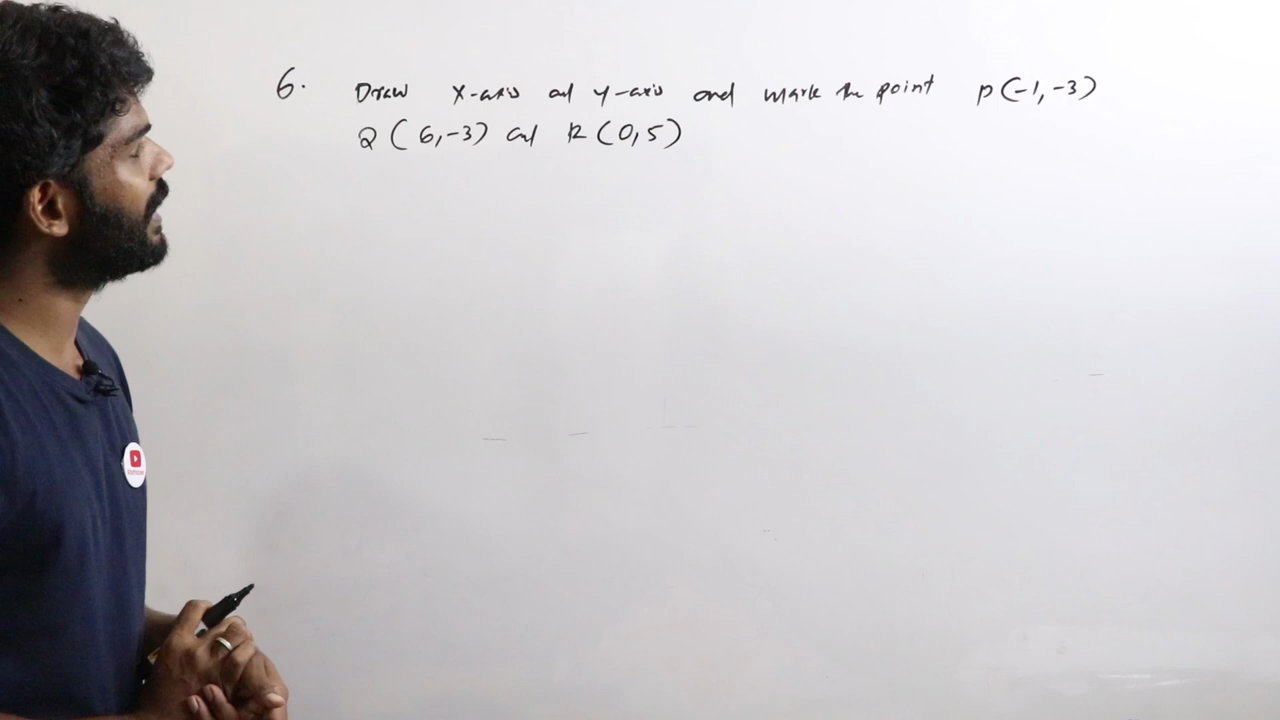 6. Draw X-axis and Y-axis and mark the point P(-1,-3)
Q(6,-3) and R(0,5)